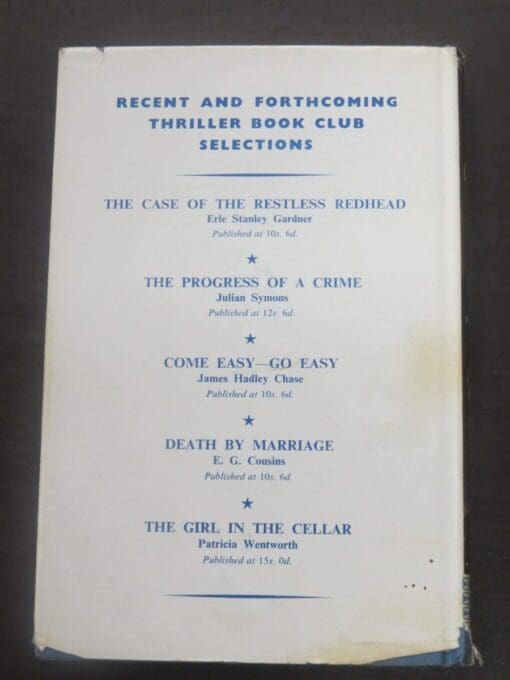 RECENT AND FORTHCOMING
THRILLER BOOK CLUB
SELECTIONS
THE CASE OF THE RESTLESS REDHEAD
Erle Stanley Gardner
Published at 10s. 6d.
★
THE PROGRESS OF A CRIME
Julian Symons
Published at 12s. 6d.
★
COME EASY—GO EASY
James Hadley Chase
Published at 10s. 6d.
★
DEATH BY MARRIAGE
E. G. Cousins
Published at 10s. 6d.
★
THE GIRL IN THE CELLAR
Patricia Wentworth
Published at 15s. 0d.